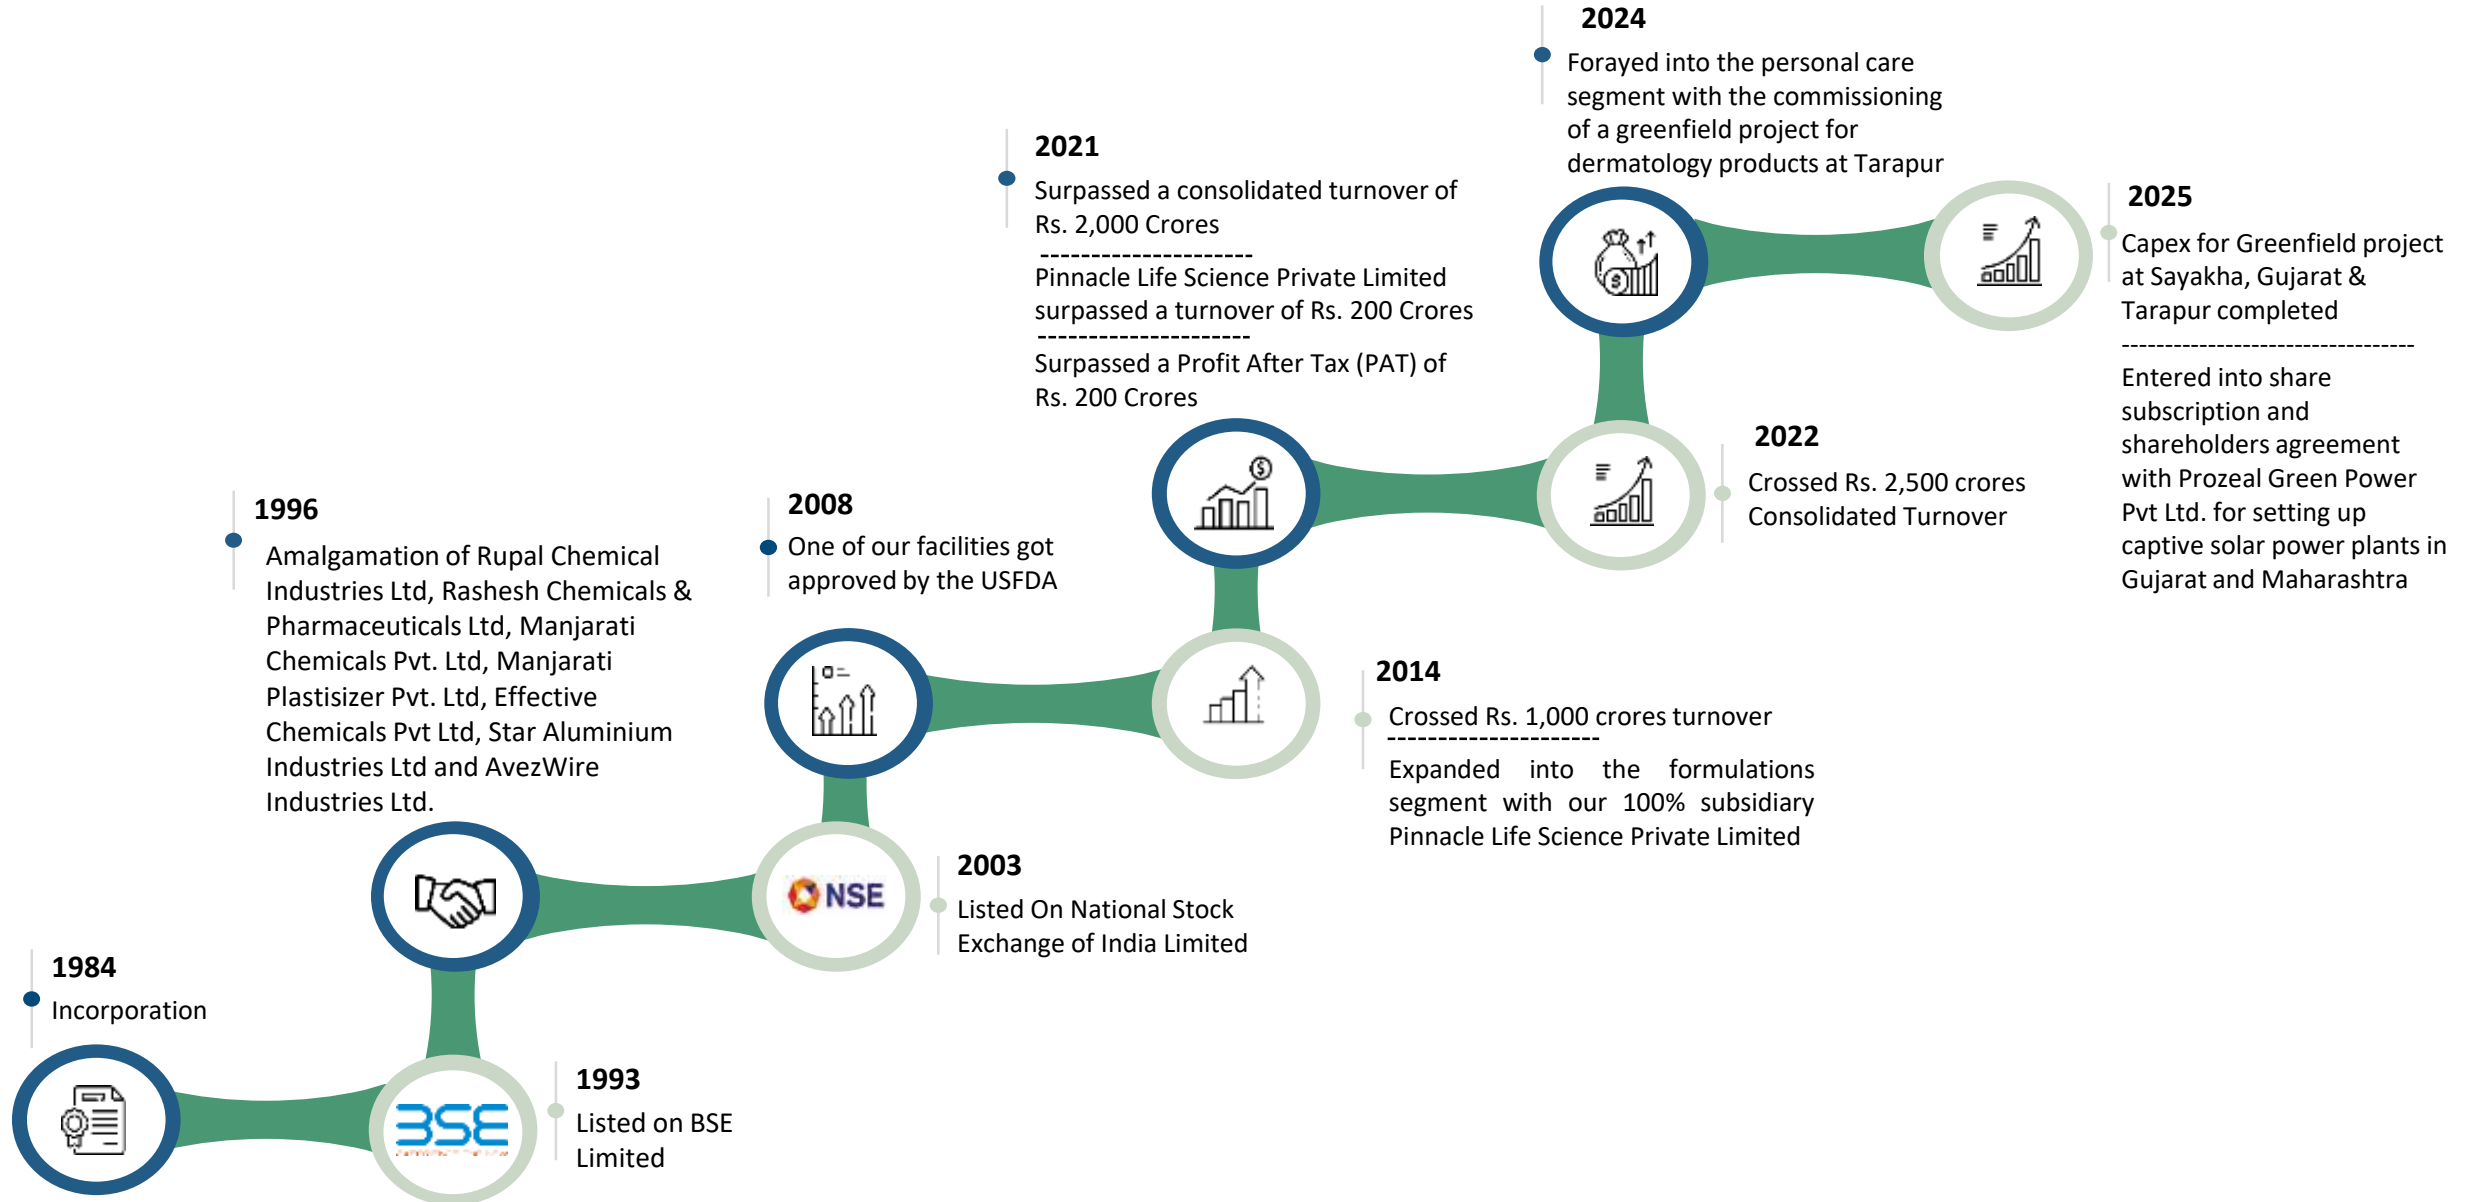 1984
Incorporation
BSE
1993
Listed on BSE
Limited
1996
Amalgamation of Rupal Chemical
Industries Ltd, Rashesh Chemicals &
Pharmaceuticals Ltd, Manjarati
Chemicals Pvt. Ltd, Manjarati
Plastisizer Pvt. Ltd, Effective
Chemicals Pvt Ltd, Star Aluminium
Industries Ltd and AvezWire
Industries Ltd.
NSE
2003
Listed On National Stock
Exchange of India Limited
2008
One of our facilities got
approved by the USFDA
2014
Crossed Rs. 1,000 crores turnover
---------------------
Expanded into the formulations
segment with our 100% subsidiary
Pinnacle Life Science Private Limited
2021
Surpassed a consolidated turnover of
Rs. 2,000 Crores
---------------------
Pinnacle Life Science Private Limited
surpassed a turnover of Rs. 200 Crores
---------------------
Surpassed a Profit After Tax (PAT) of
Rs. 200 Crores
2022
Crossed Rs. 2,500 crores
Consolidated Turnover
2024
Forayed into the personal care
segment with the commissioning
of a greenfield project for
dermatology products at Tarapur
2025
Capex for Greenfield project
at Sayakha, Gujarat &
Tarapur completed
----------------------------------
Entered into share
subscription and
shareholders agreement
with Prozeal Green Power
Pvt Ltd. for setting up
captive solar power plants in
Gujarat and Maharashtra